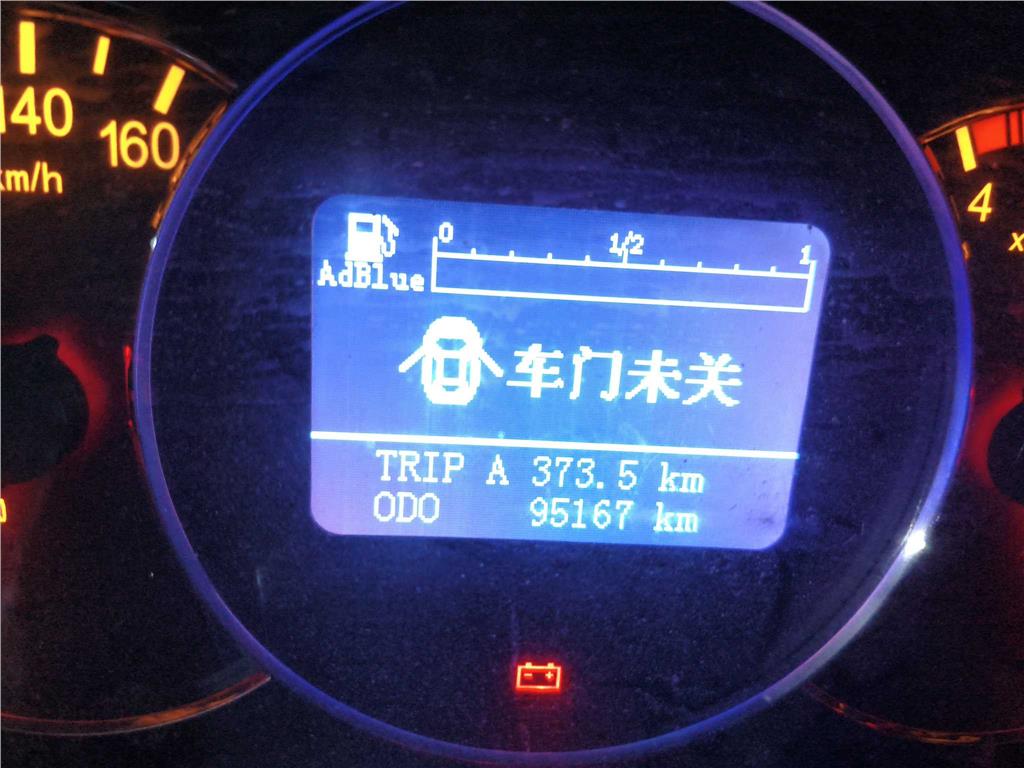 140
160
km/h
0 1/2 1
AdBlue
车门未关
TRIP A 373.5 km
ODO 95167 km
4
x